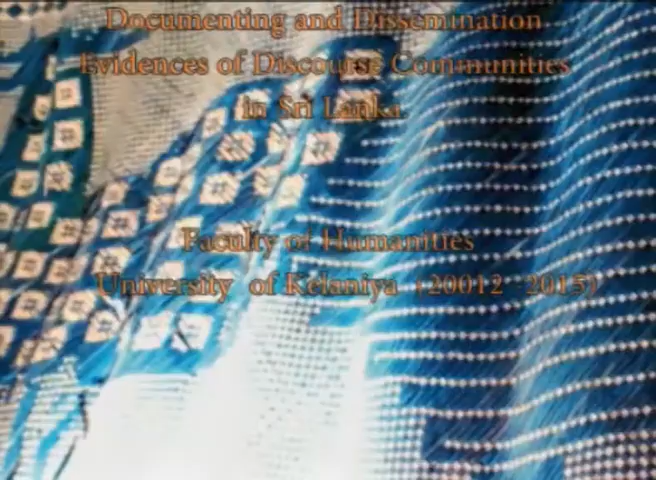 Documenting and Dissemination
Evidences of Discourse Communities
in Sri Lanka
Faculty of Humanities
University of Kelaniya (20012 -2015)